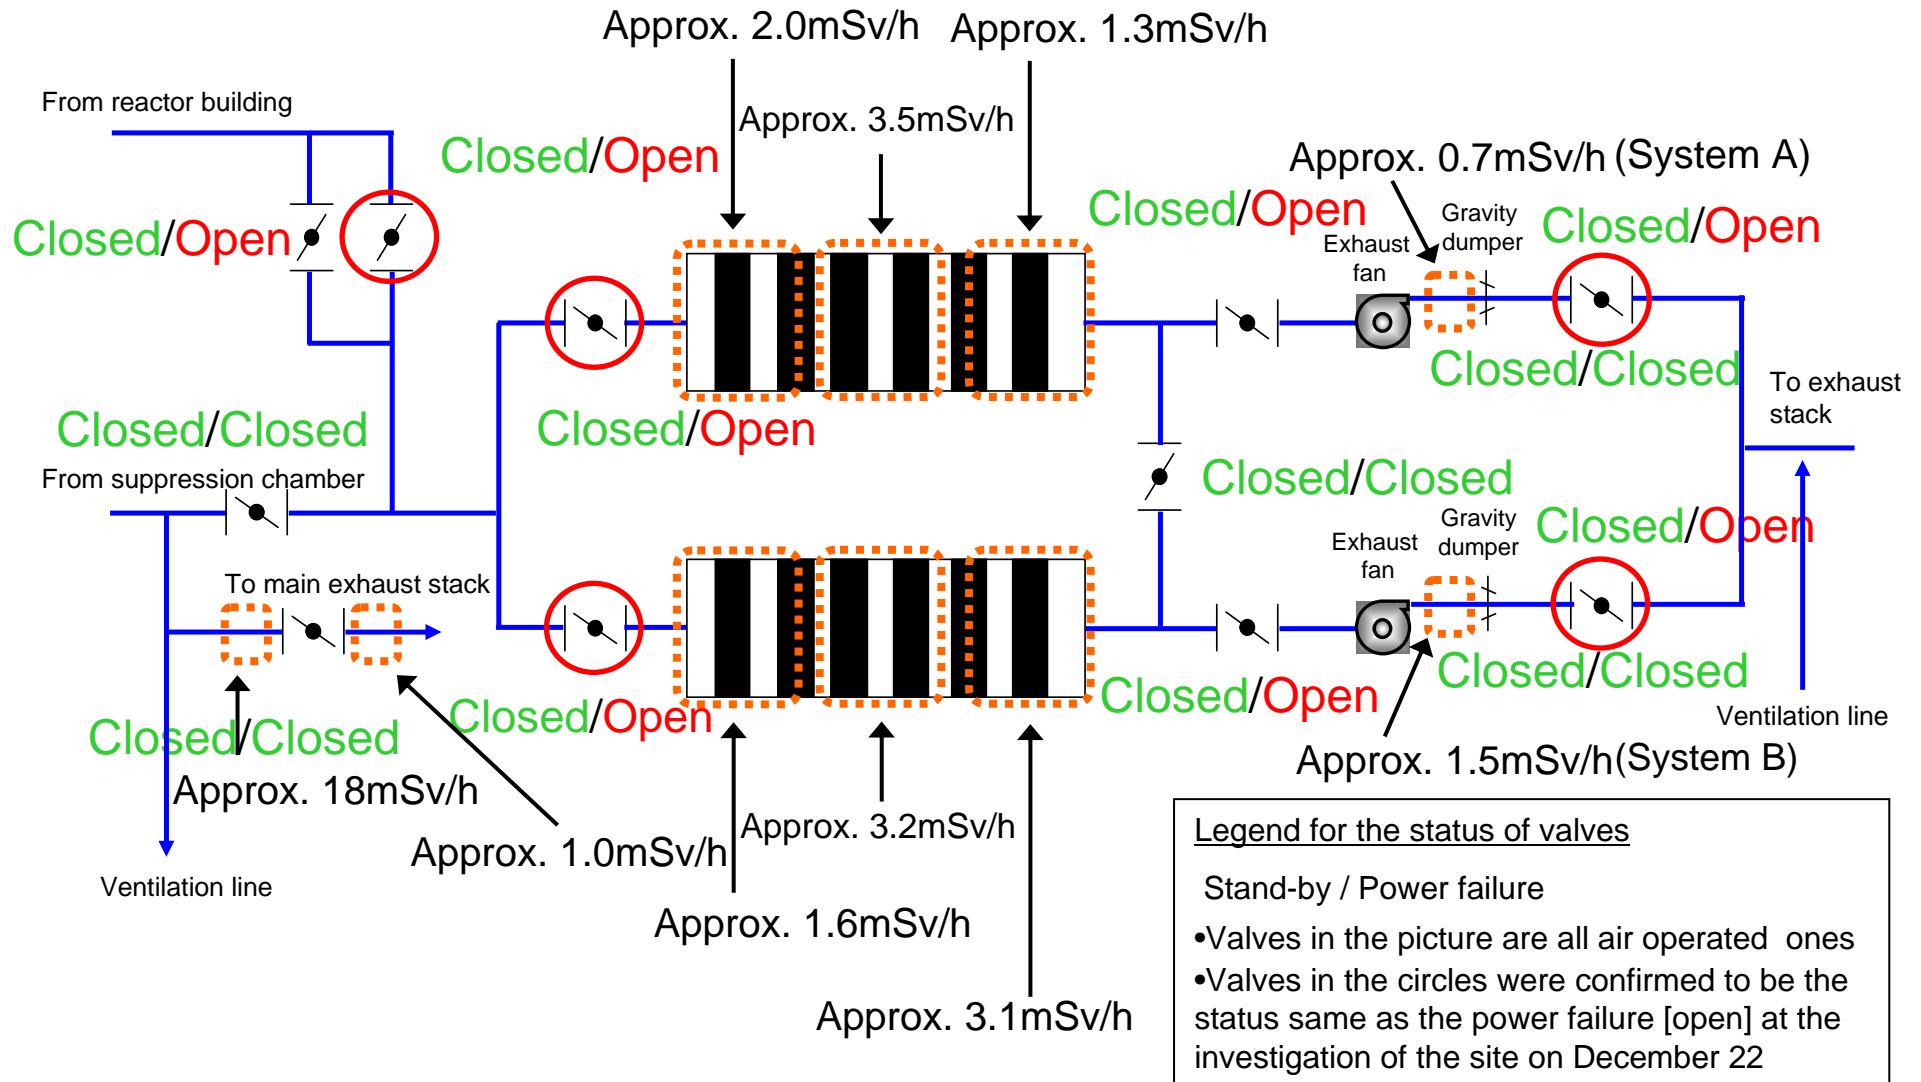 Approx. 2.0mSv/h
Approx. 1.3mSv/h
From reactor building
Approx. 3.5mSv/h
Closed/Open
Approx. 0.7mSv/h (System A)
Closed/Open
Closed/Open
Gravity
dumper
Closed/Open
Exhaust
fan
Closed/Closed
To exhaust
stack
Closed/Closed
Closed/Open
From suppression chamber
Closed/Closed
Gravity
dumper
Closed/Open
Exhaust
fan
To main exhaust stack
Closed/Closed
Closed/Open
Closed/Open
Closed/Closed
Ventilation line
Approx. 1.5mSv/h(System B)
Approx. 18mSv/h
Approx. 3.2mSv/h
Approx. 1.0mSv/h
Ventilation line
Approx. 1.6mSv/h
Approx. 3.1mSv/h
Legend for the status of valves
Stand-by / Power failure
•Valves in the picture are all air operated ones
•Valves in the circles were confirmed to be the
status same as the power failure [open] at the
investigation of the site on December 22